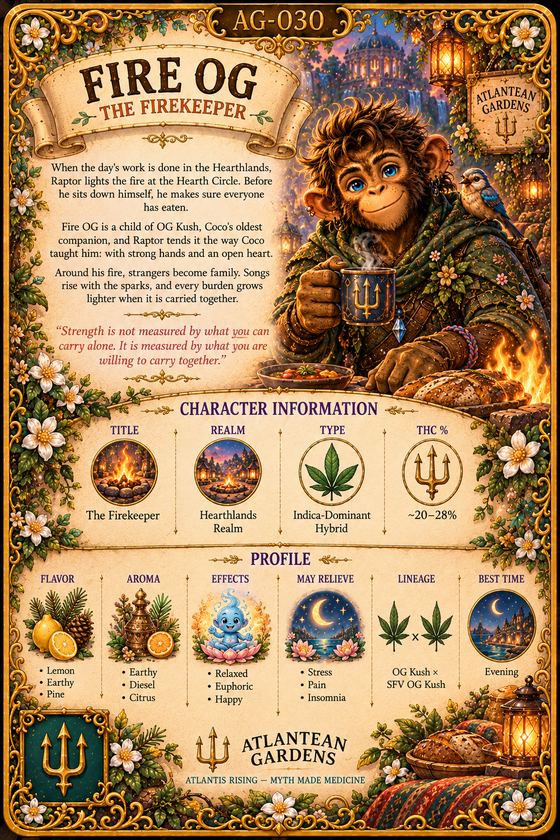 AG-030
FIRE OG
THE FIREKEEPER
ATLANTEAN
GARDENS
When the day's work is done in the Hearthlands,
Raptor lights the fire at the Hearth Circle. Before
he sits down himself, he makes sure everyone
has eaten.
Fire OG is a child of OG Kush, Coco's oldest
companion, and Raptor tends it the way Coco
taught him: with strong hands and an open heart.
Around his fire, strangers become family. Songs
rise with the sparks, and every burden grows
lighter when it is carried together.
“Strength is not measured by what you can
carry alone. It is measured by what you are
willing to carry together.”
CHARACTER INFORMATION
TITLE
The Firekeeper
REALM
Hearthlands
Realm
TYPE
Indica-Dominant
Hybrid
THC %
~20–28%
PROFILE
FLAVOR
• Lemon
• Earthy
• Pine
AROMA
• Earthy
• Diesel
• Citrus
EFFECTS
• Relaxed
• Euphoric
• Happy
MAY RELIEVE
• Stress
• Pain
• Insomnia
LINEAGE
×
OG Kush ×
SFV OG Kush
BEST TIME
Evening
ATLANTEAN
GARDENS
ATLANTIS RISING — MYTH MADE MEDICINE